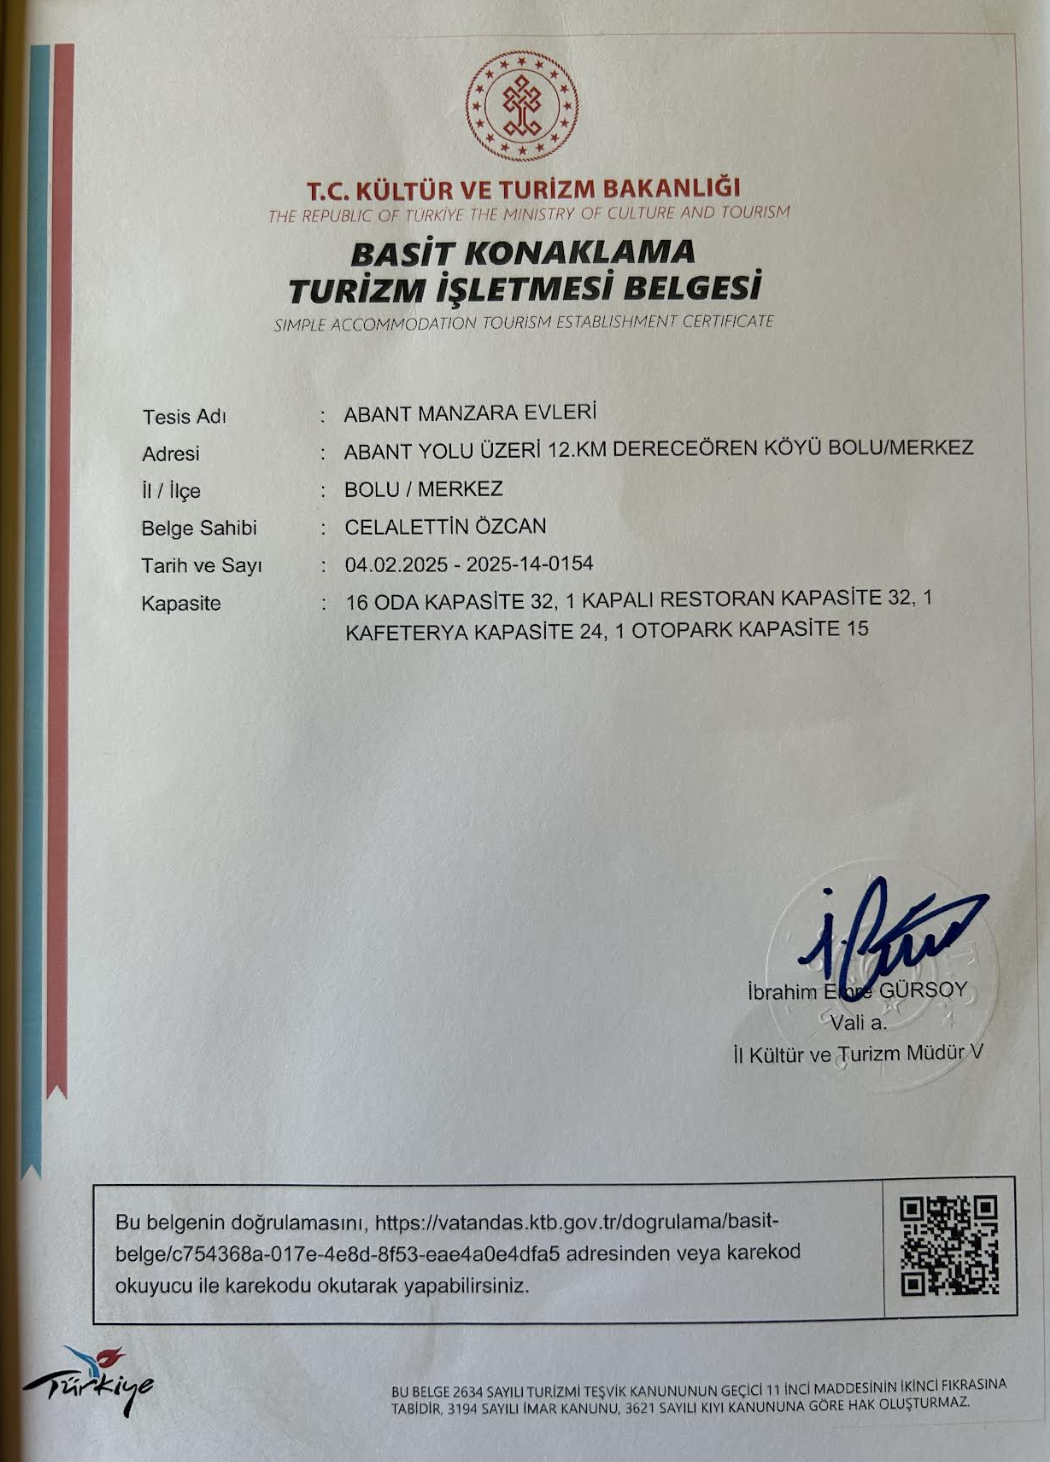 T.C. KÜLTÜR VE TURİZM BAKANLIĞI
THE REPUBLIC OF TÜRKİYE THE MINISTRY OF CULTURE AND TOURISM
BASİT KONAKLAMA
TURİZM İŞLETMESİ BELGESİ
SIMPLE ACCOMMODATION TOURISM ESTABLISHMENT CERTIFICATE
Tesis Adı : ABANT MANZARA EVLERİ
Adresi : ABANT YOLU ÜZERİ 12.KM DERECEÖREN KÖYÜ BOLU/MERKEZ
İl / İlçe : BOLU / MERKEZ
Belge Sahibi : CELALETTİN ÖZCAN
Tarih ve Sayı : 04.02.2025 - 2025-14-0154
Kapasite : 16 ODA KAPASİTE 32, 1 KAPALI RESTORAN KAPASİTE 32, 1
KAFETERYA KAPASİTE 24, 1 OTOPARK KAPASİTE 15
İbrahim Emre GÜRSOY
Vali a.
İl Kültür ve Turizm Müdür V
Bu belgenin doğrulamasını, https://vatandas.ktb.gov.tr/dogrulama/basit-
belge/c754368a-017e-4e8d-8f53-eae4a0e4dfa5 adresinden veya karekod
okuyucu ile karekodu okutarak yapabilirsiniz.
Türkiye
BU BELGE 2634 SAYILI TURİZMİ TEŞVİK KANUNUNUN GEÇİCİ 11 İNCİ MADDESİNİN İKİNCİ FIKRASINA
TABİDİR, 3194 SAYILI İMAR KANUNU, 3621 SAYILI KIYI KANUNUNA GÖRE HAK OLUŞTURMAZ.